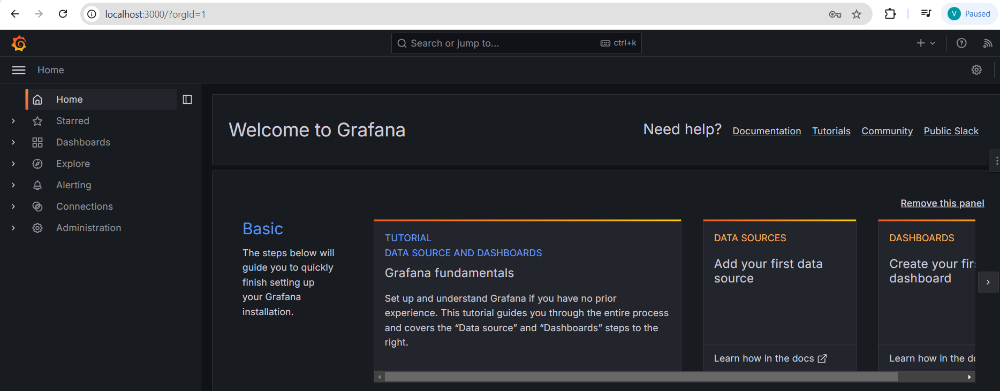 localhost:3000/?orgId=1
V Paused
Search or jump to...
ctrl+k
Home
Home
Starred
Dashboards
Explore
Alerting
Connections
Administration
Welcome to Grafana
Need help? Documentation Tutorials Community Public Slack
Remove this panel
Basic
The steps below will
guide you to quickly
finish setting up
your Grafana
installation.
TUTORIAL
DATA SOURCE AND DASHBOARDS
Grafana fundamentals
Set up and understand Grafana if you have no prior
experience. This tutorial guides you through the entire process
and covers the “Data source” and “Dashboards” steps to the
right.
DATA SOURCES
Add your first data
source
Learn how in the docs
DASHBOARDS
Create your
dashboard
Learn how in the